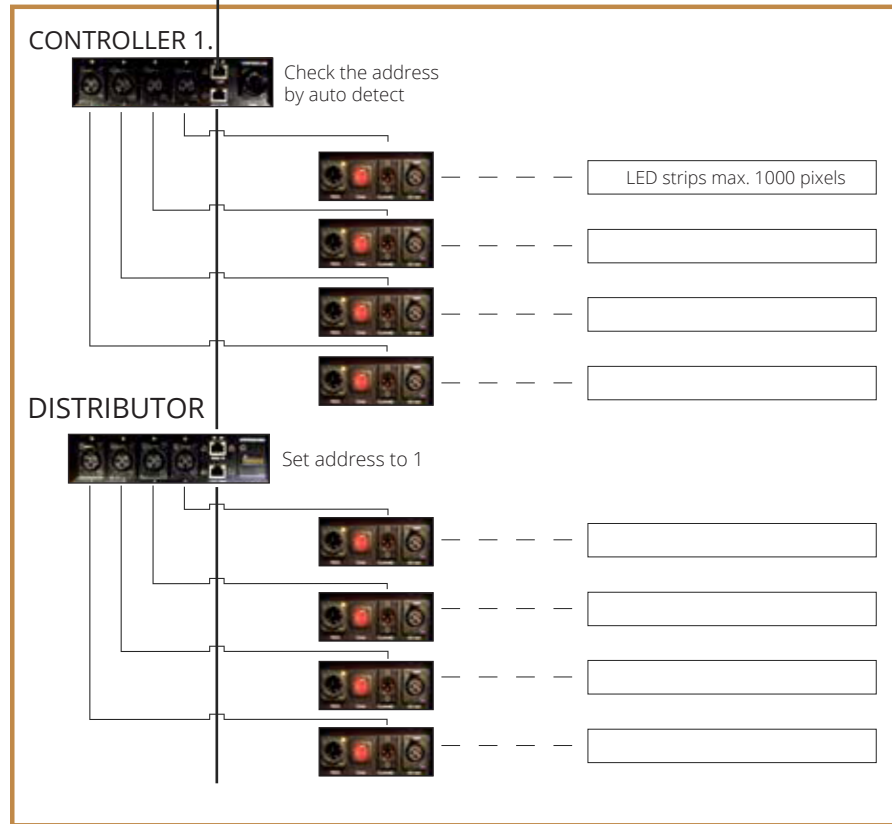 CONTROLLER 1.
Check the address
by auto detect
LED strips max. 1000 pixels
DISTRIBUTOR
Set address to 1